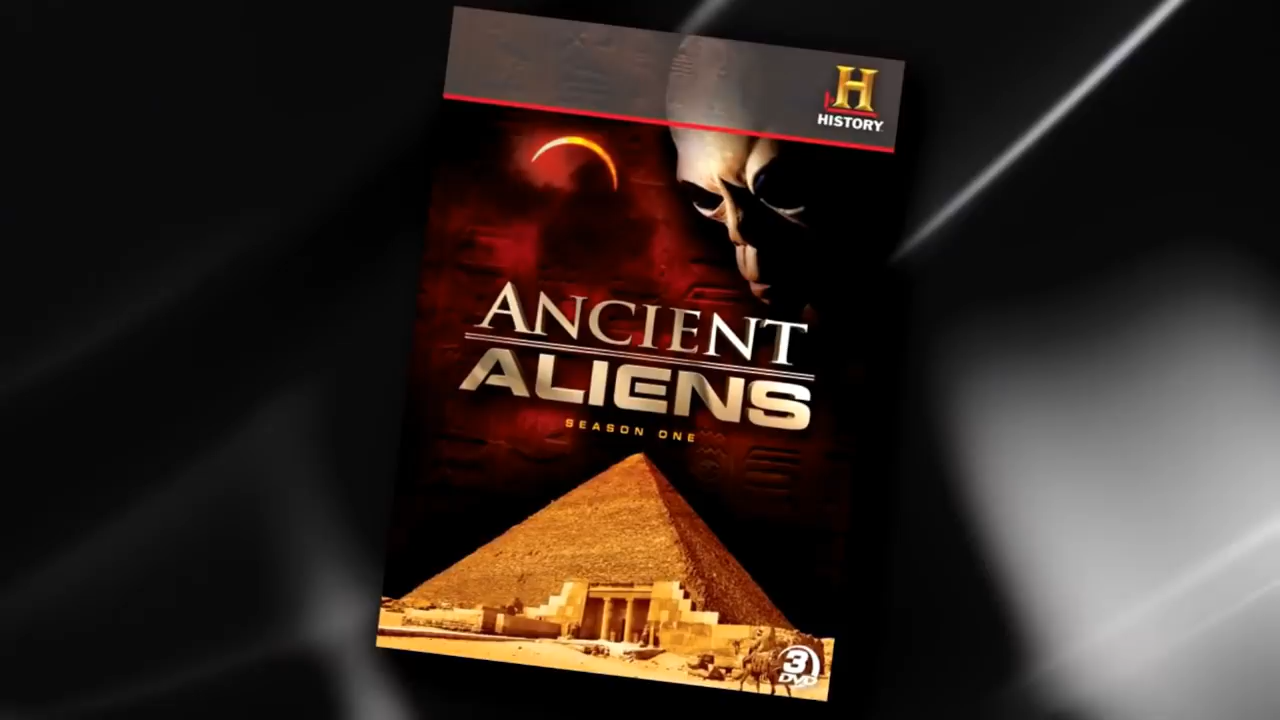 H
HISTORY
ANCIENT
ALIENS
SEASON ONE
3
DVD